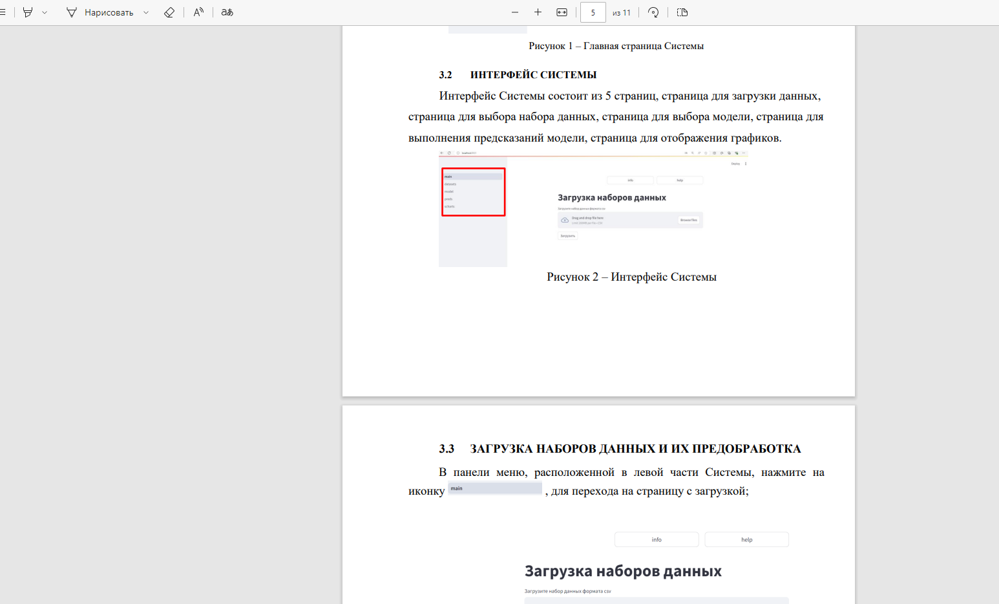 Нарисовать
5 из 11
Рисунок 1 – Главная страница Системы
3.2 ИНТЕРФЕЙС СИСТЕМЫ
Интерфейс Системы состоит из 5 страниц, страница для загрузки данных,
страница для выбора набора данных, страница для выбора модели, страница для
выполнения предсказаний модели, страница для отображения графиков.
Deploy
main
datasets
model
preds
scharts
info help
Загрузка наборов данных
Загрузите набор данных формата csv
Drag and drop file here
Limit 200MB per file • CSV
Browse files
Загрузить
Рисунок 2 – Интерфейс Системы
3.3 ЗАГРУЗКА НАБОРОВ ДАННЫХ И ИХ ПРЕДОБРАБОТКА
В панели меню, расположенной в левой части Системы, нажмите на
иконку main , для перехода на страницу с загрузкой;
info help
Загрузка наборов данных
Загрузите набор данных формата csv